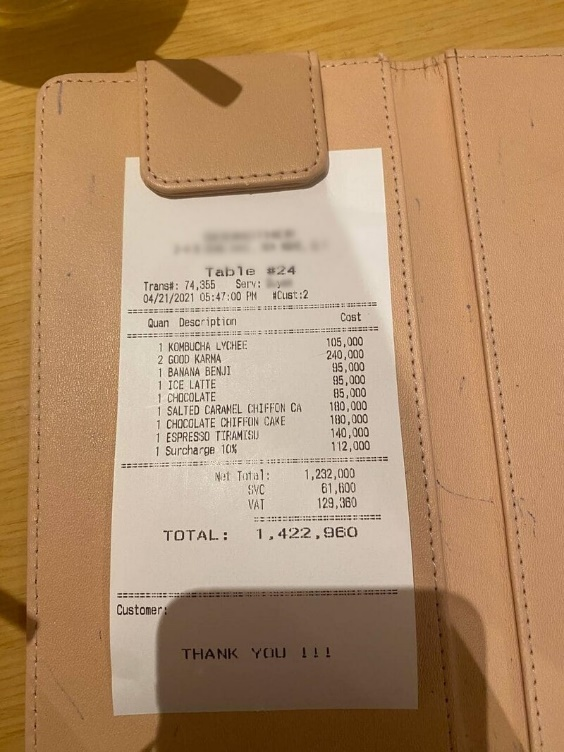 Table #24
Trans#: 74,355 Serv:
04/21/2021 05:47:00 PM #Cust:2
Quan Description Cost
1 KOMBUCHA LYCHEE 105,000
2 GOOD KARMA 240,000
1 BANANA BENJI 95,000
1 ICE LATTE 95,000
1 CHOCOLATE 85,000
1 SALTED CARAMEL CHIFFON CA 180,000
1 CHOCOLATE CHIFFON CAKE 180,000
1 ESPRESSO TIRAMISU 140,000
1 Surcharge 10% 112,000
Net Total: 1,232,000
SVC 61,600
VAT 129,360
TOTAL: 1,422,960
Customer:
THANK YOU !!!